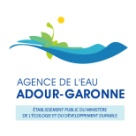 AGENCE DE L'EAU
ADOUR-GARONNE
ÉTABLISSEMENT PUBLIC DU MINISTÈRE
DE L'ÉCOLOGIE ET DU DÉVELOPPEMENT DURABLE